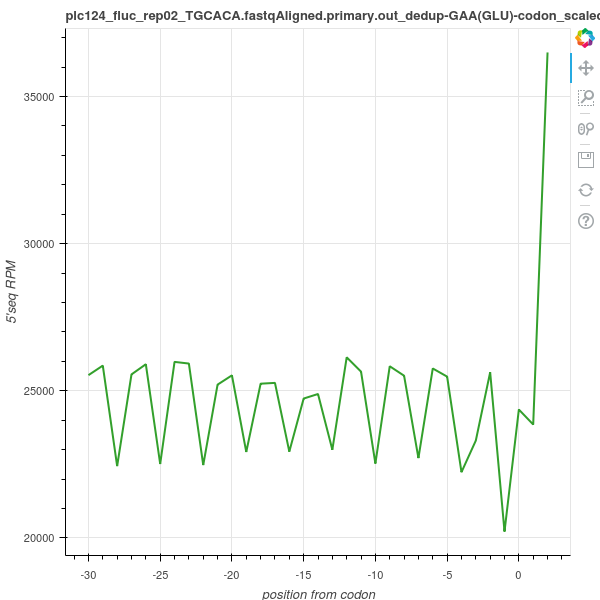 plc124_fluc_rep02_TGCACA.fastqAligned.primary.out_dedup-GAA(GLU)-codon_scaled
35000
30000
25000
20000
5'seq RPM
-30 -25 -20 -15 -10 -5 0
position from codon